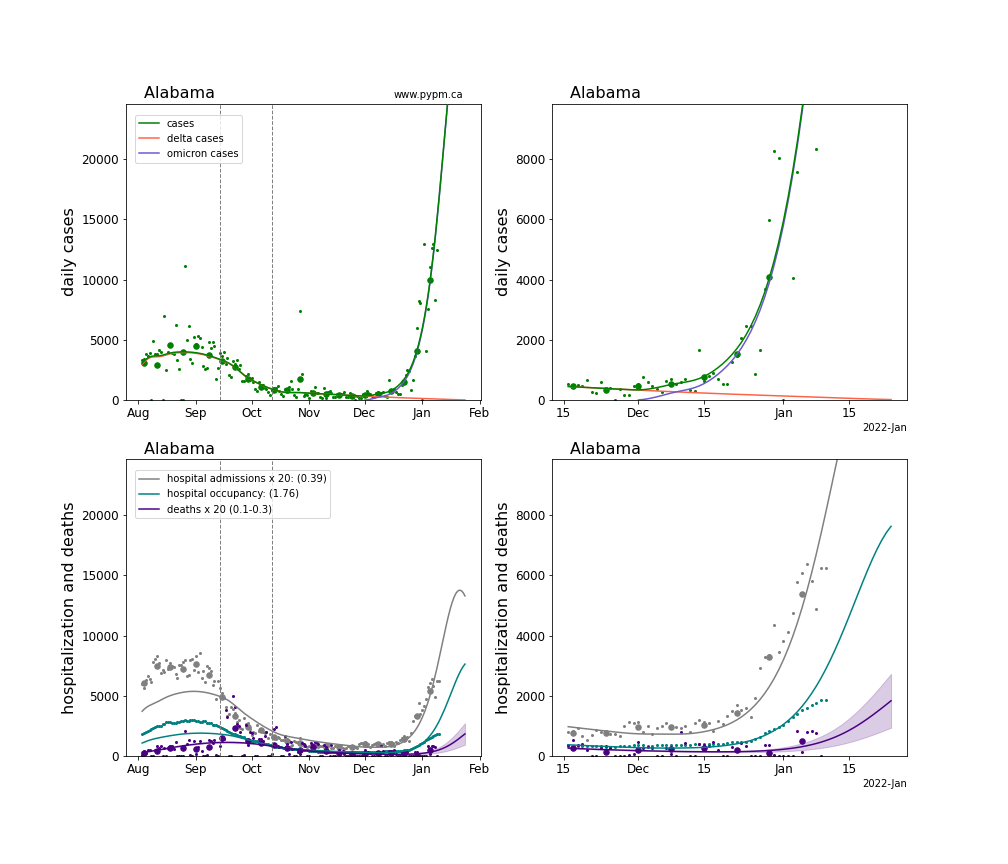 Alabama
www.pypm.ca
Alabama
cases
delta cases
omicron cases
daily cases
20000
15000
10000
5000
0
Aug Sep Oct Nov Dec Jan Feb
daily cases
8000
6000
4000
2000
0
15 Dec 15 Jan 15
2022-Jan
Alabama
Alabama
hospital admissions x 20: (0.39)
hospital occupancy: (1.76)
deaths x 20 (0.1-0.3)
hospitalization and deaths
20000
15000
10000
5000
0
Aug Sep Oct Nov Dec Jan Feb
hospitalization and deaths
8000
6000
4000
2000
0
15 Dec 15 Jan 15
2022-Jan